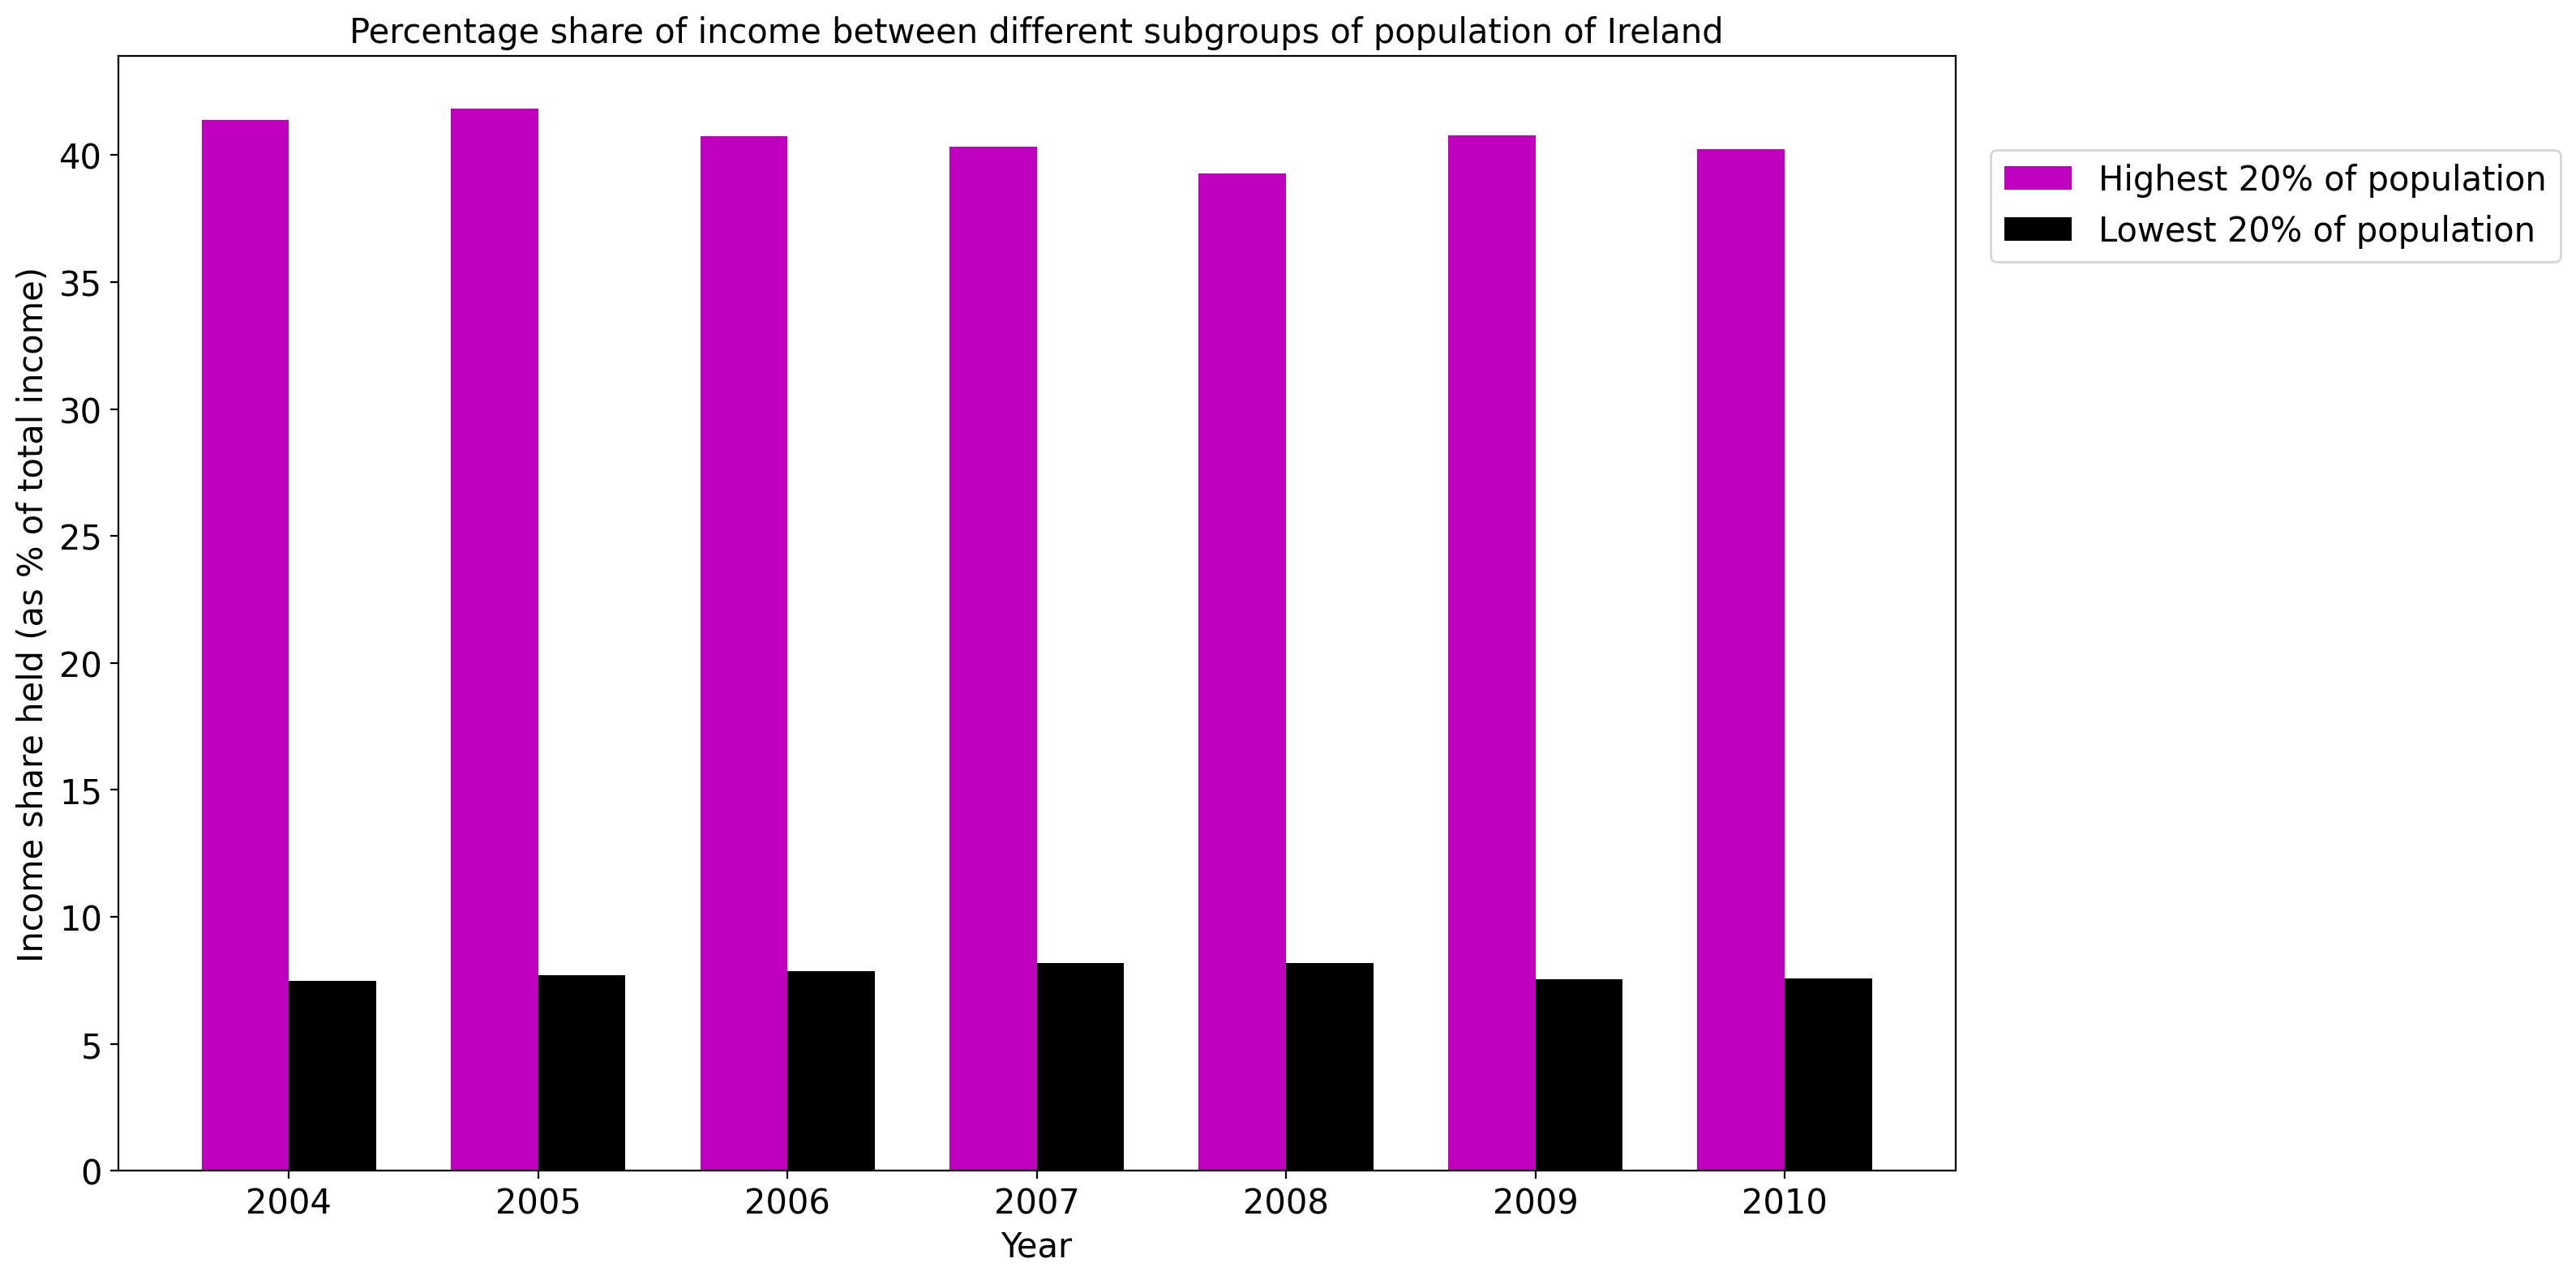 Percentage share of income between different subgroups of population of Ireland
Income share held (as % of total income)
40
35
30
25
20
15
10
5
0
2004 2005 2006 2007 2008 2009 2010
Year
Highest 20% of population
Lowest 20% of population